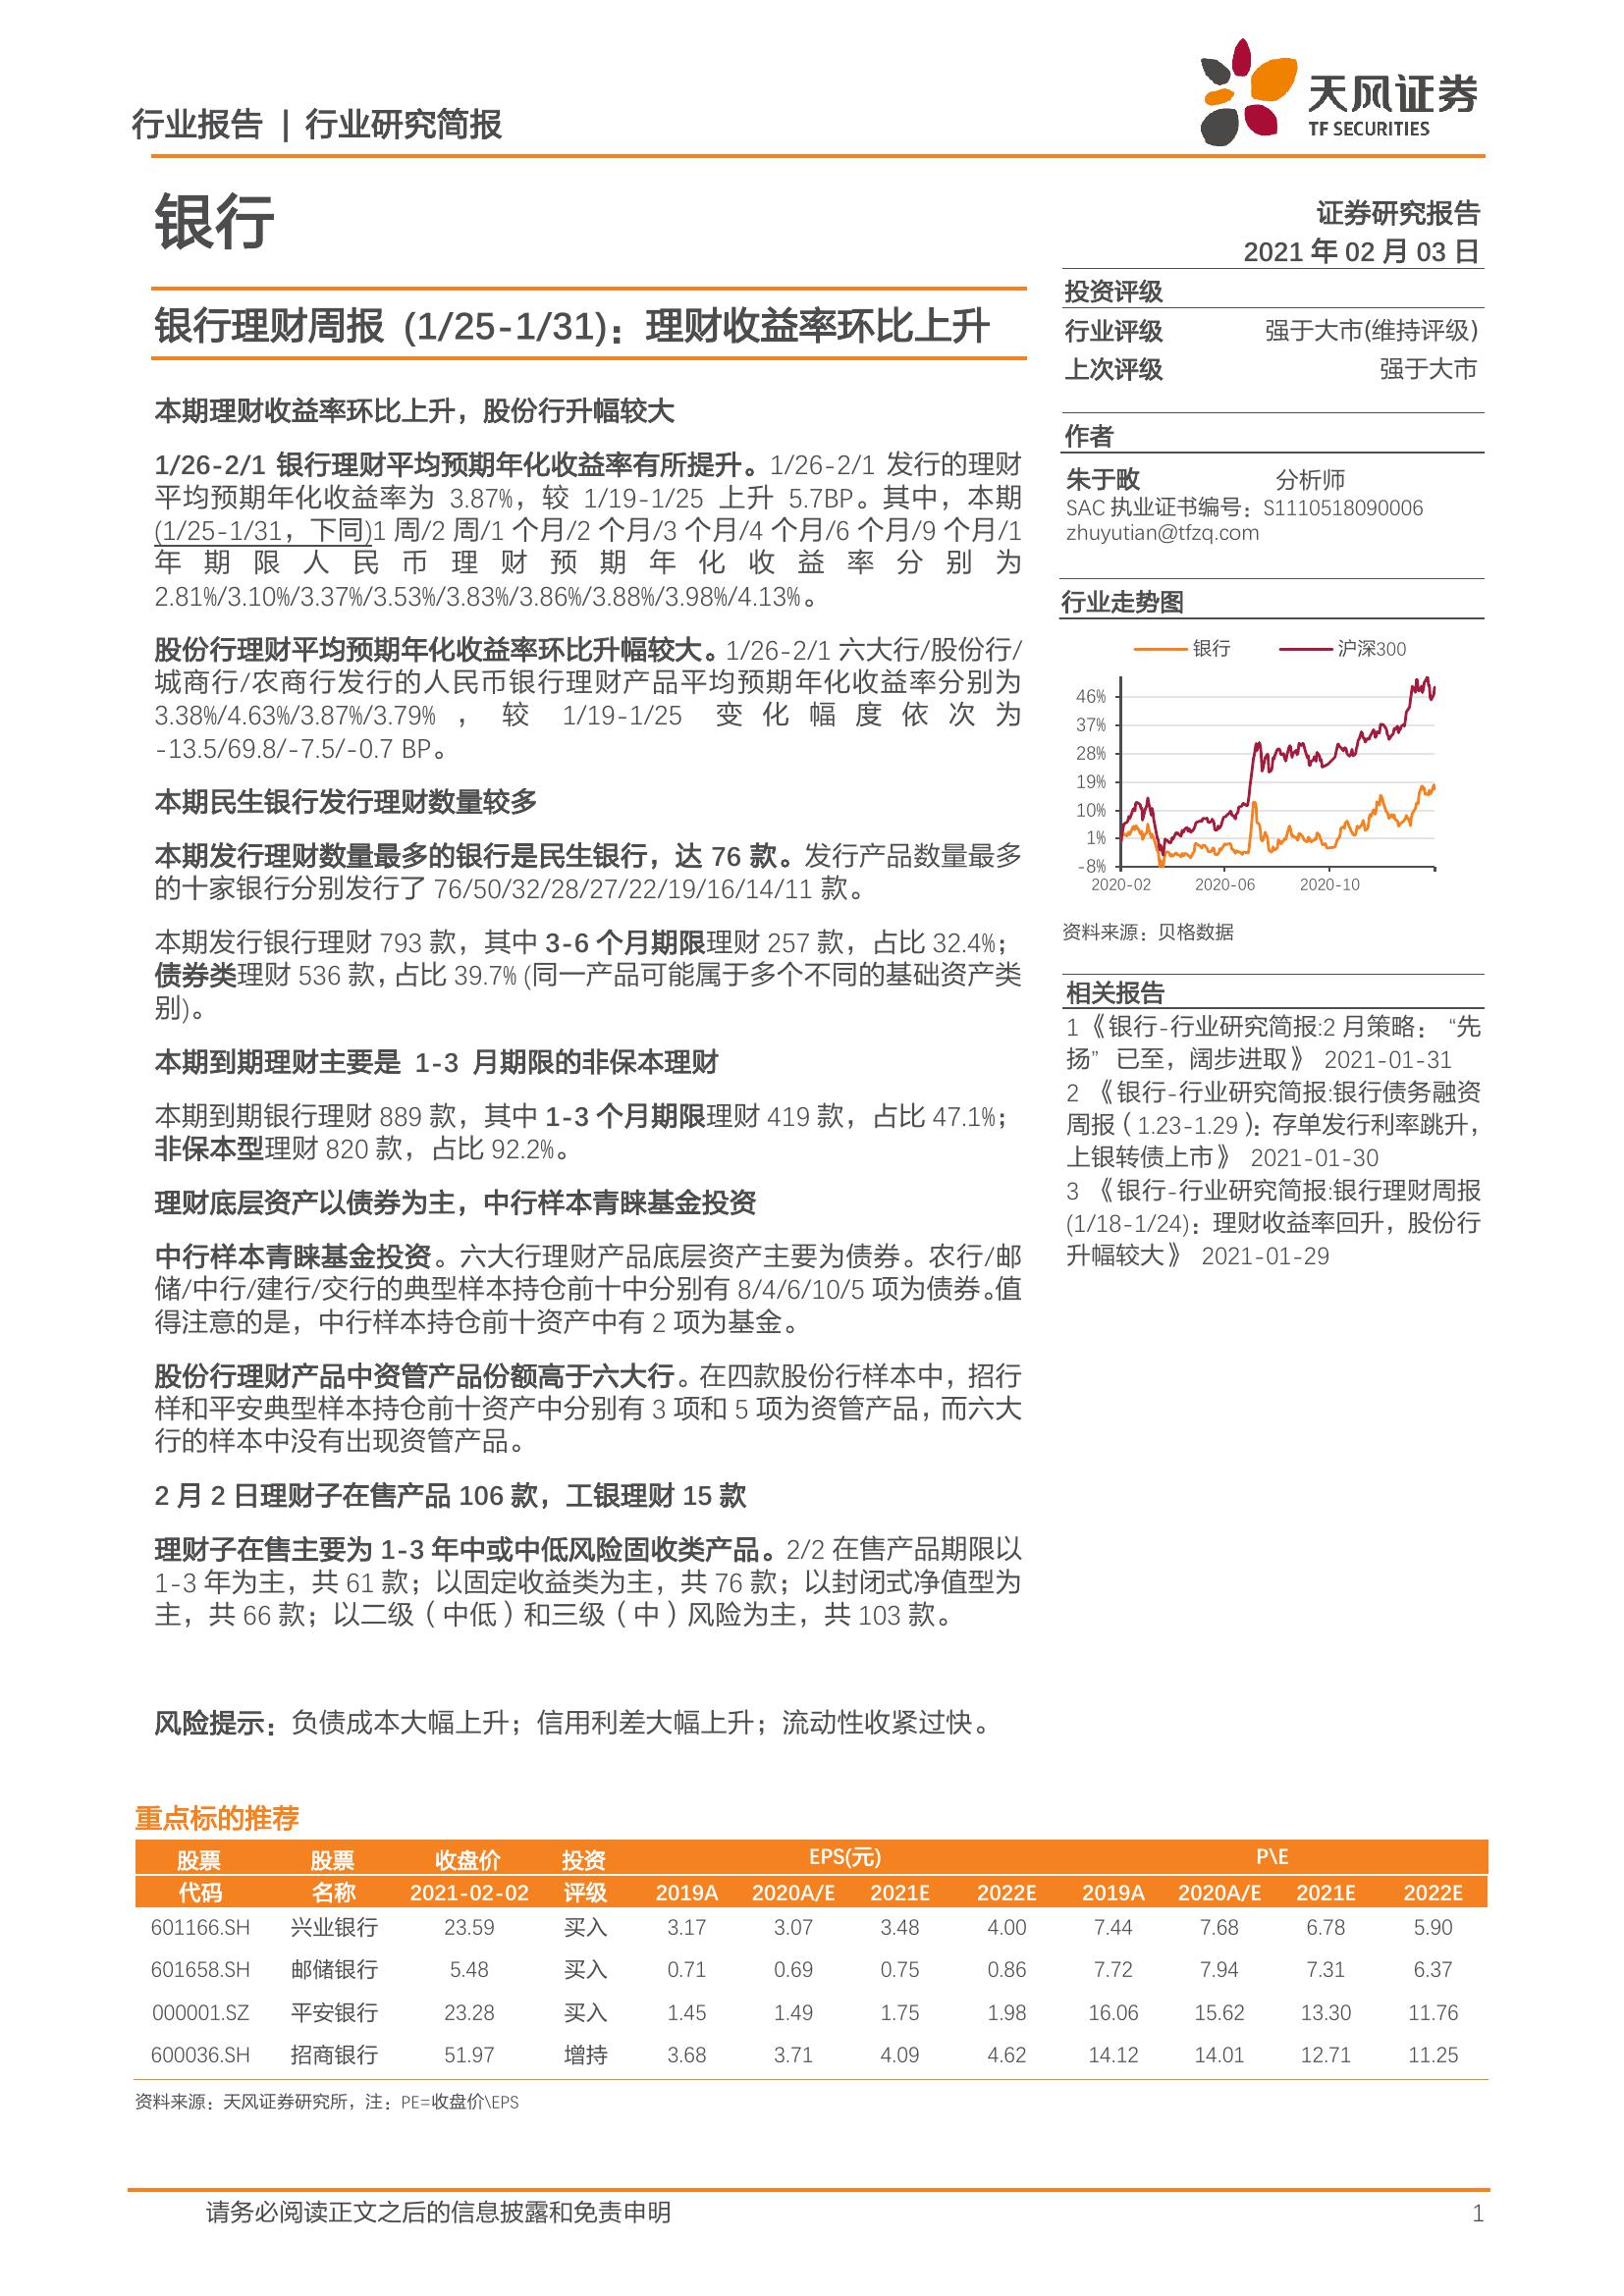 行业报告 | 行业研究简报
天风证券
TF SECURITIES
银行
银行理财周报 (1/25-1/31)：理财收益率环比上升
本期理财收益率环比上升，股份行升幅较大
1/26-2/1 银行理财平均预期年化收益率有所提升。1/26-2/1 发行的理财
平均预期年化收益率为 3.87%，较 1/19-1/25 上升 5.7BP。其中，本期
(1/25-1/31，下同)1 周/2 周/1 个月/2 个月/3 个月/4 个月/6 个月/9 个月/1
年期限人民币理财预期年化收益率分别为
2.81%/3.10%/3.37%/3.53%/3.83%/3.86%/3.88%/3.98%/4.13%。
股份行理财平均预期年化收益率环比升幅较大。1/26-2/1 六大行/股份行/
城商行/农商行发行的人民币银行理财产品平均预期年化收益率分别为
3.38%/4.63%/3.87%/3.79%，较 1/19-1/25 变化幅度依次为
-13.5/69.8/-7.5/-0.7 BP。
本期民生银行发行理财数量较多
本期发行理财数量最多的银行是民生银行，达 76 款。发行产品数量最多
的十家银行分别发行了 76/50/32/28/27/22/19/16/14/11 款。
本期发行银行理财 793 款，其中 3-6 个月期限理财 257 款，占比 32.4%；
债券类理财 536 款，占比 39.7% (同一产品可能属于多个不同的基础资产类
别)。
本期到期理财主要是 1-3 月期限的非保本理财
本期到期银行理财 889 款，其中 1-3 个月期限理财 419 款，占比 47.1%；
非保本型理财 820 款，占比 92.2%。
理财底层资产以债券为主，中行样本青睐基金投资
中行样本青睐基金投资。六大行理财产品底层资产主要为债券。农行/邮
储/中行/建行/交行的典型样本持仓前十中分别有 8/4/6/10/5 项为债券。值
得注意的是，中行样本持仓前十资产中有 2 项为基金。
股份行理财产品中资管产品份额高于六大行。在四款股份行样本中，招行
样和平安典型样本持仓前十资产中分别有 3 项和 5 项为资管产品，而六大
行的样本中没有出现资管产品。
2 月 2 日理财子在售产品 106 款，工银理财 15 款
理财子在售主要为 1-3 年中或中低风险固收类产品。2/2 在售产品期限以
1-3 年为主，共 61 款；以固定收益类为主，共 76 款；以封闭式净值型为
主，共 66 款；以二级（中低）和三级（中）风险为主，共 103 款。
风险提示：负债成本大幅上升；信用利差大幅上升；流动性收紧过快。
证券研究报告
2021 年 02 月 03 日
投资评级
行业评级 强于大市(维持评级)
上次评级 强于大市
作者
朱于畋 分析师
SAC 执业证书编号：S1110518090006
zhuyutian@tfzq.com
行业走势图
银行 沪深300
46%
37%
28%
19%
10%
1%
-8%
2020-02 2020-06 2020-10
资料来源：贝格数据
相关报告
1《银行-行业研究简报:2 月策略：“先
扬”已至，阔步进取》 2021-01-31
2 《银行-行业研究简报:银行债务融资
周报（1.23-1.29）：存单发行利率跳升，
上银转债上市》 2021-01-30
3 《银行-行业研究简报:银行理财周报
(1/18-1/24)：理财收益率回升，股份行
升幅较大》 2021-01-29
重点标的推荐
股票 股票 收盘价 投资 EPS(元) P\E
代码 名称 2021-02-02 评级 2019A 2020A/E 2021E 2022E 2019A 2020A/E 2021E 2022E
601166.SH 兴业银行 23.59 买入 3.17 3.07 3.48 4.00 7.44 7.68 6.78 5.90
601658.SH 邮储银行 5.48 买入 0.71 0.69 0.75 0.86 7.72 7.94 7.31 6.37
000001.SZ 平安银行 23.28 买入 1.45 1.49 1.75 1.98 16.06 15.62 13.30 11.76
600036.SH 招商银行 51.97 增持 3.68 3.71 4.09 4.62 14.12 14.01 12.71 11.25
资料来源：天风证券研究所，注：PE=收盘价\EPS
请务必阅读正文之后的信息披露和免责申明 1